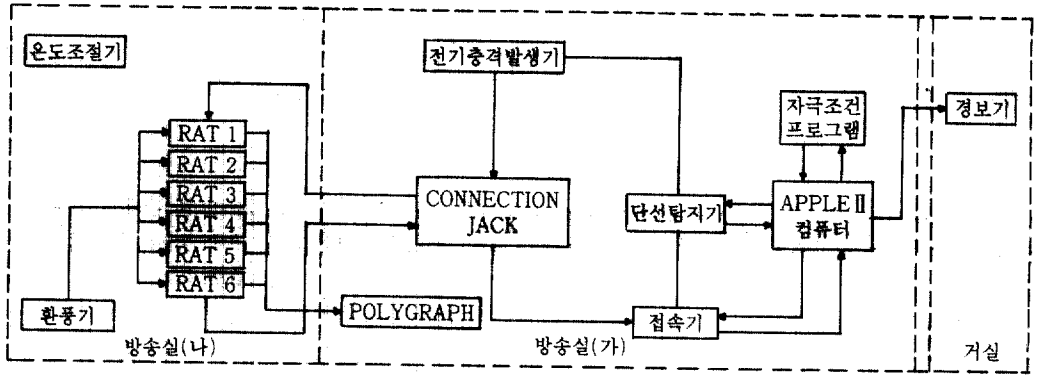 온도조절기
RAT 1
RAT 2
RAT 3
RAT 4
RAT 5
RAT 6
환풍기
방송실(나)
전기충격발생기
CONNECTION
JACK
POLYGRAPH
단선탐지기
접속기
자극조건
프로그램
APPLE II
컴퓨터
방송실(가)
경보기
거실